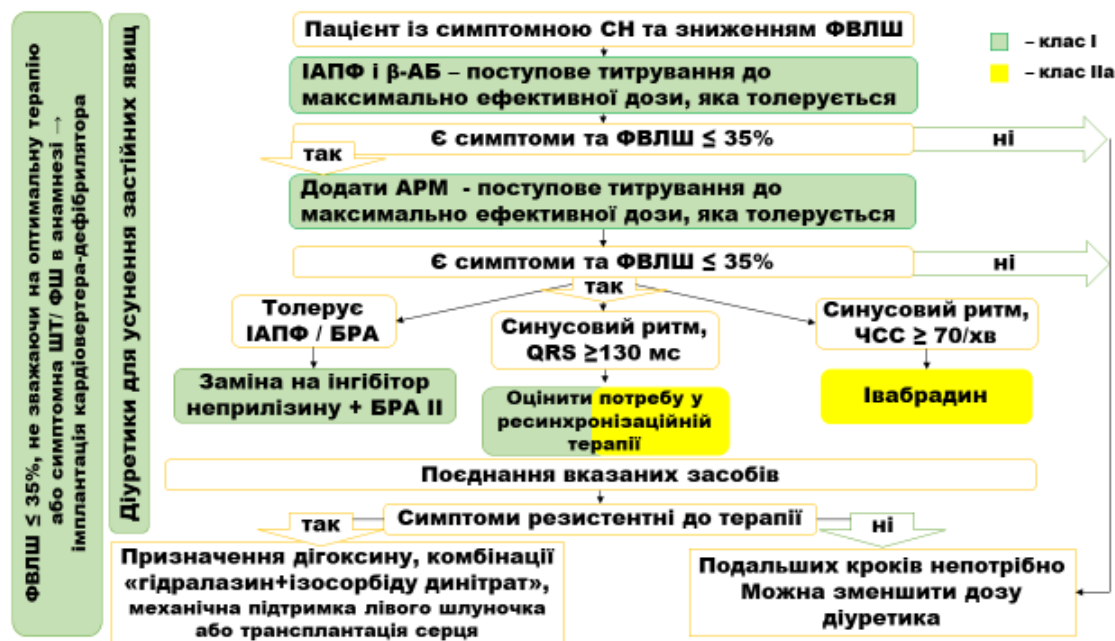 ФВЛШ ≤ 35%, не зважаючи на оптимальну терапію
або симптомна ШТ/ ФШ в анамнезі →
імплантація кардіовертера-дефібрилятора
Діуретики для усунення застійних явищ
Пацієнт із симптомною СН та зниженням ФВЛШ
– клас I
– клас IIa
ІАПФ і β-АБ – поступове титрування до
максимально ефективної дози, яка толерується
Є симптоми та ФВЛШ ≤ 35%
ні
так
Додати АРМ - поступове титрування до
максимально ефективної дози, яка толерується
Є симптоми та ФВЛШ ≤ 35%
ні
так
Толерує
ІАПФ / БРА
Синусовий ритм,
QRS ≥130 мс
Синусовий ритм,
ЧСС ≥ 70/хв
Заміна на інгібітор
неприлізину + БРА II
Оцінити потребу у
ресинхронізаційній
терапії
Івабрадин
Поєднання вказаних засобів
Симптоми резистентні до терапії
так
ні
Призначення дігоксину, комбінації
«гідралазин+ізосорбіду динітрат»,
механічна підтримка лівого шлуночка
або трансплантація серця
Подальших кроків непотрібно
Можна зменшити дозу
діуретика